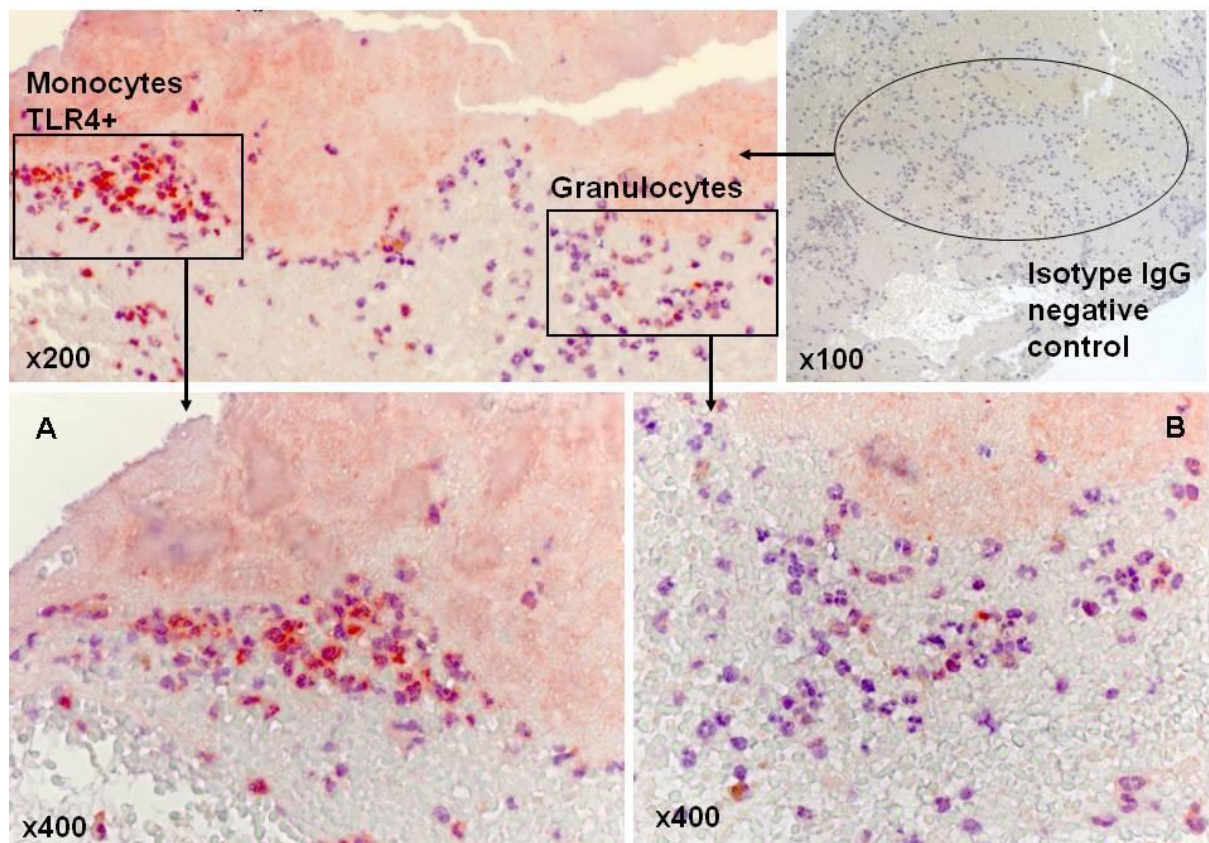 Monocytes
TLR4+
Granulocytes
x200
Isotype IgG
negative
control
x100
A
x400
B
x400